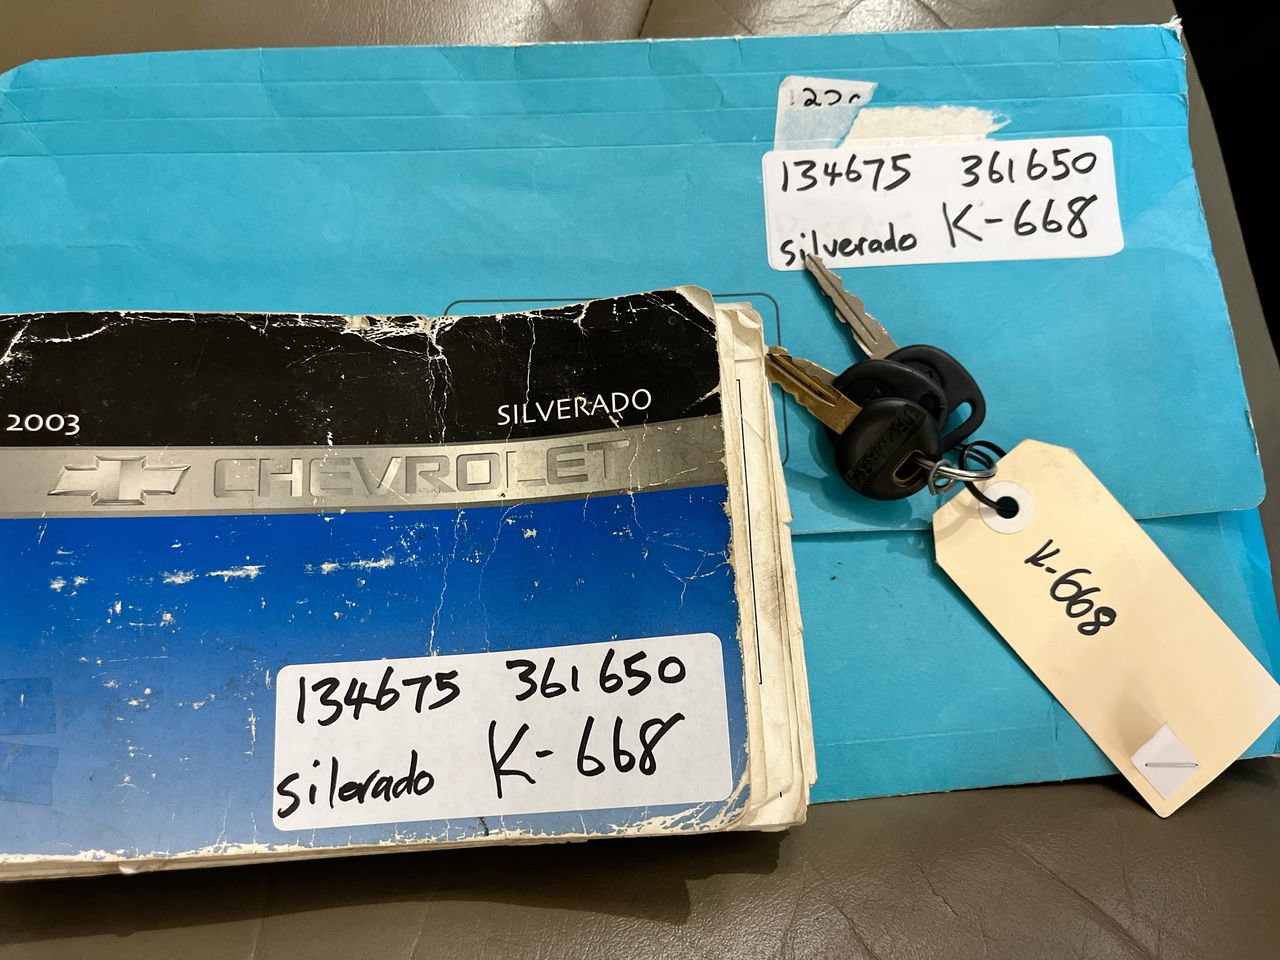 134675 361650
silverado K-668
2003 SILVERADO
CHEVROLET
K-668
134675 361650
silerado K-668